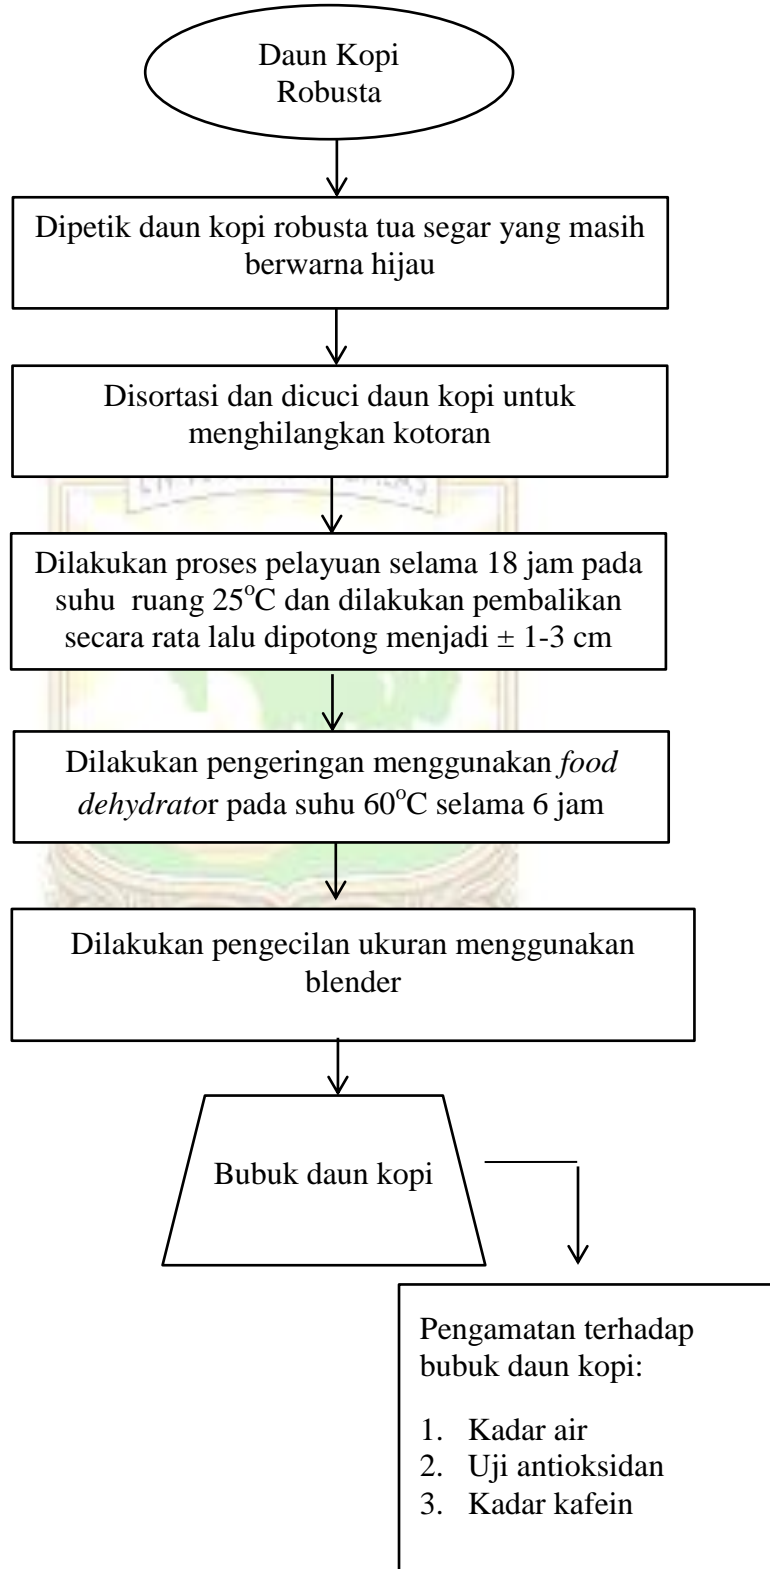 Daun Kopi
Robusta
Dipetik daun kopi robusta tua segar yang masih
berwarna hijau
Disortasi dan dicuci daun kopi untuk
menghilangkan kotoran
Dilakukan proses pelayuan selama 18 jam pada
suhu ruang 25°C dan dilakukan pembalikan
secara rata lalu dipotong menjadi ± 1-3 cm
Dilakukan pengeringan menggunakan food
dehydrator pada suhu 60°C selama 6 jam
Dilakukan pengecilan ukuran menggunakan
blender
Bubuk daun kopi
Pengamatan terhadap
bubuk daun kopi:
1. Kadar air
2. Uji antioksidan
3. Kadar kafein